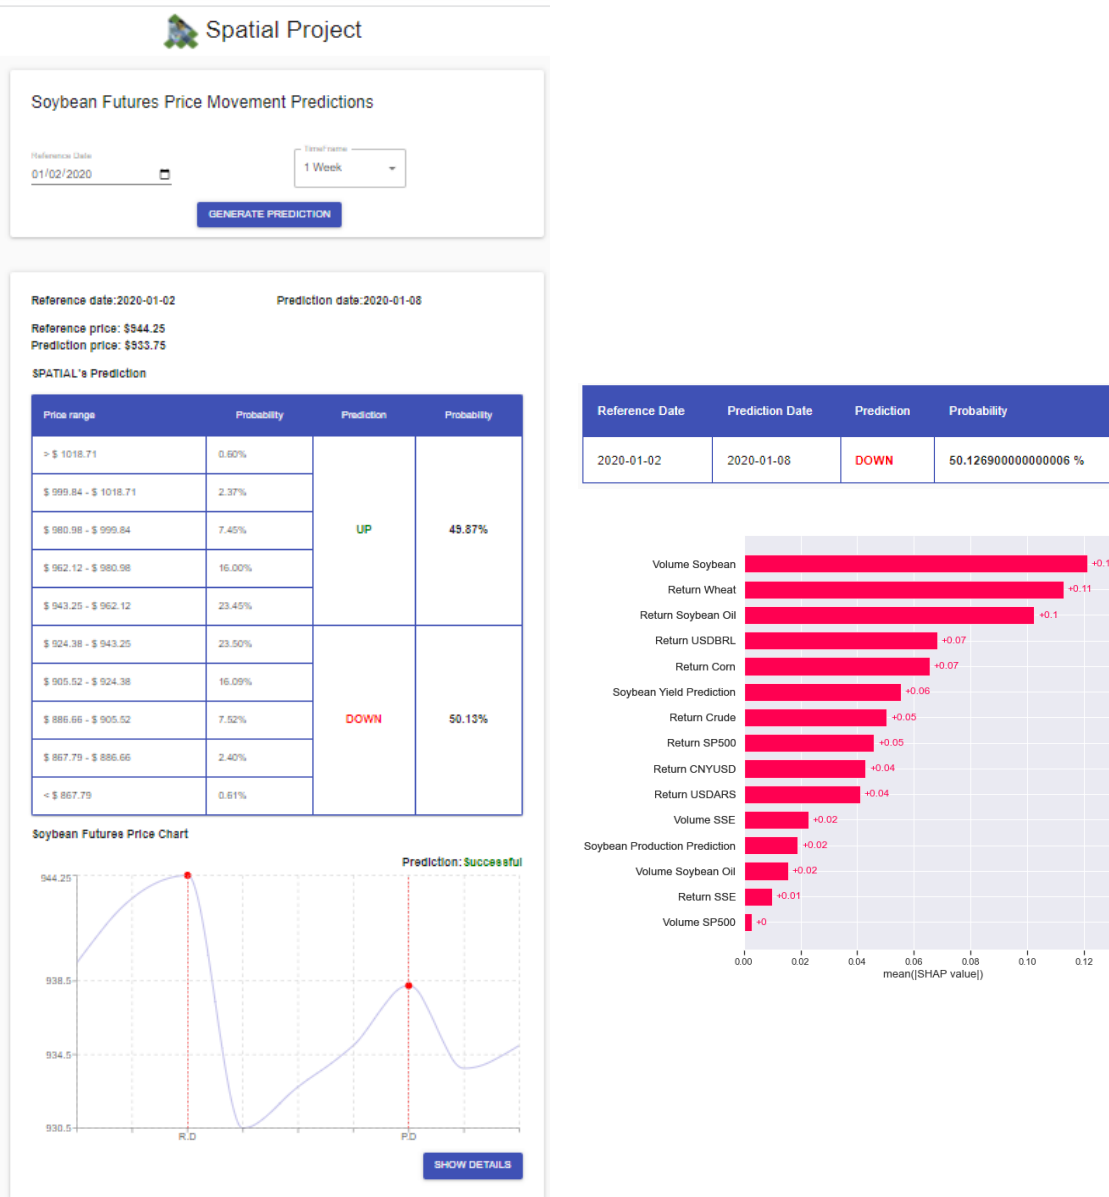 Spatial Project
Soybean Futures Price Movement Predictions
Reference Date
01/02/2020
TimeFrame
1 Week
GENERATE PREDICTION
Reference date:2020-01-02 Prediction date:2020-01-08
Reference price: $944.25
Prediction price: $933.75
SPATIAL's Prediction
Price range Probability Prediction Probability
> $ 1018.71 0.60%
$ 999.84 - $ 1018.71 2.37%
$ 980.98 - $ 999.84 7.45% UP 49.87%
$ 962.12 - $ 980.98 16.00%
$ 943.25 - $ 962.12 23.45%
$ 924.38 - $ 943.25 23.50%
$ 905.52 - $ 924.38 16.09%
$ 886.66 - $ 905.52 7.52% DOWN 50.13%
$ 867.79 - $ 886.66 2.40%
< $ 867.79 0.61%
Soybean Futures Price Chart
Prediction: Successful
944.25
938.5
934.5
930.5
R.D P.D
SHOW DETAILS
Reference Date Prediction Date Prediction Probability
2020-01-02 2020-01-08 DOWN 50.126900000000006 %
Volume Soybean +0.1
Return Wheat +0.11
Return Soybean Oil +0.1
Return USDBRL +0.07
Return Corn +0.07
Soybean Yield Prediction +0.06
Return Crude +0.05
Return SP500 +0.05
Return CNYUSD +0.04
Return USDARS +0.04
Volume SSE +0.02
Soybean Production Prediction +0.02
Volume Soybean Oil +0.02
Return SSE +0.01
Volume SP500 +0
0.00 0.02 0.04 0.06 0.08 0.10 0.12
mean(|SHAP value|)